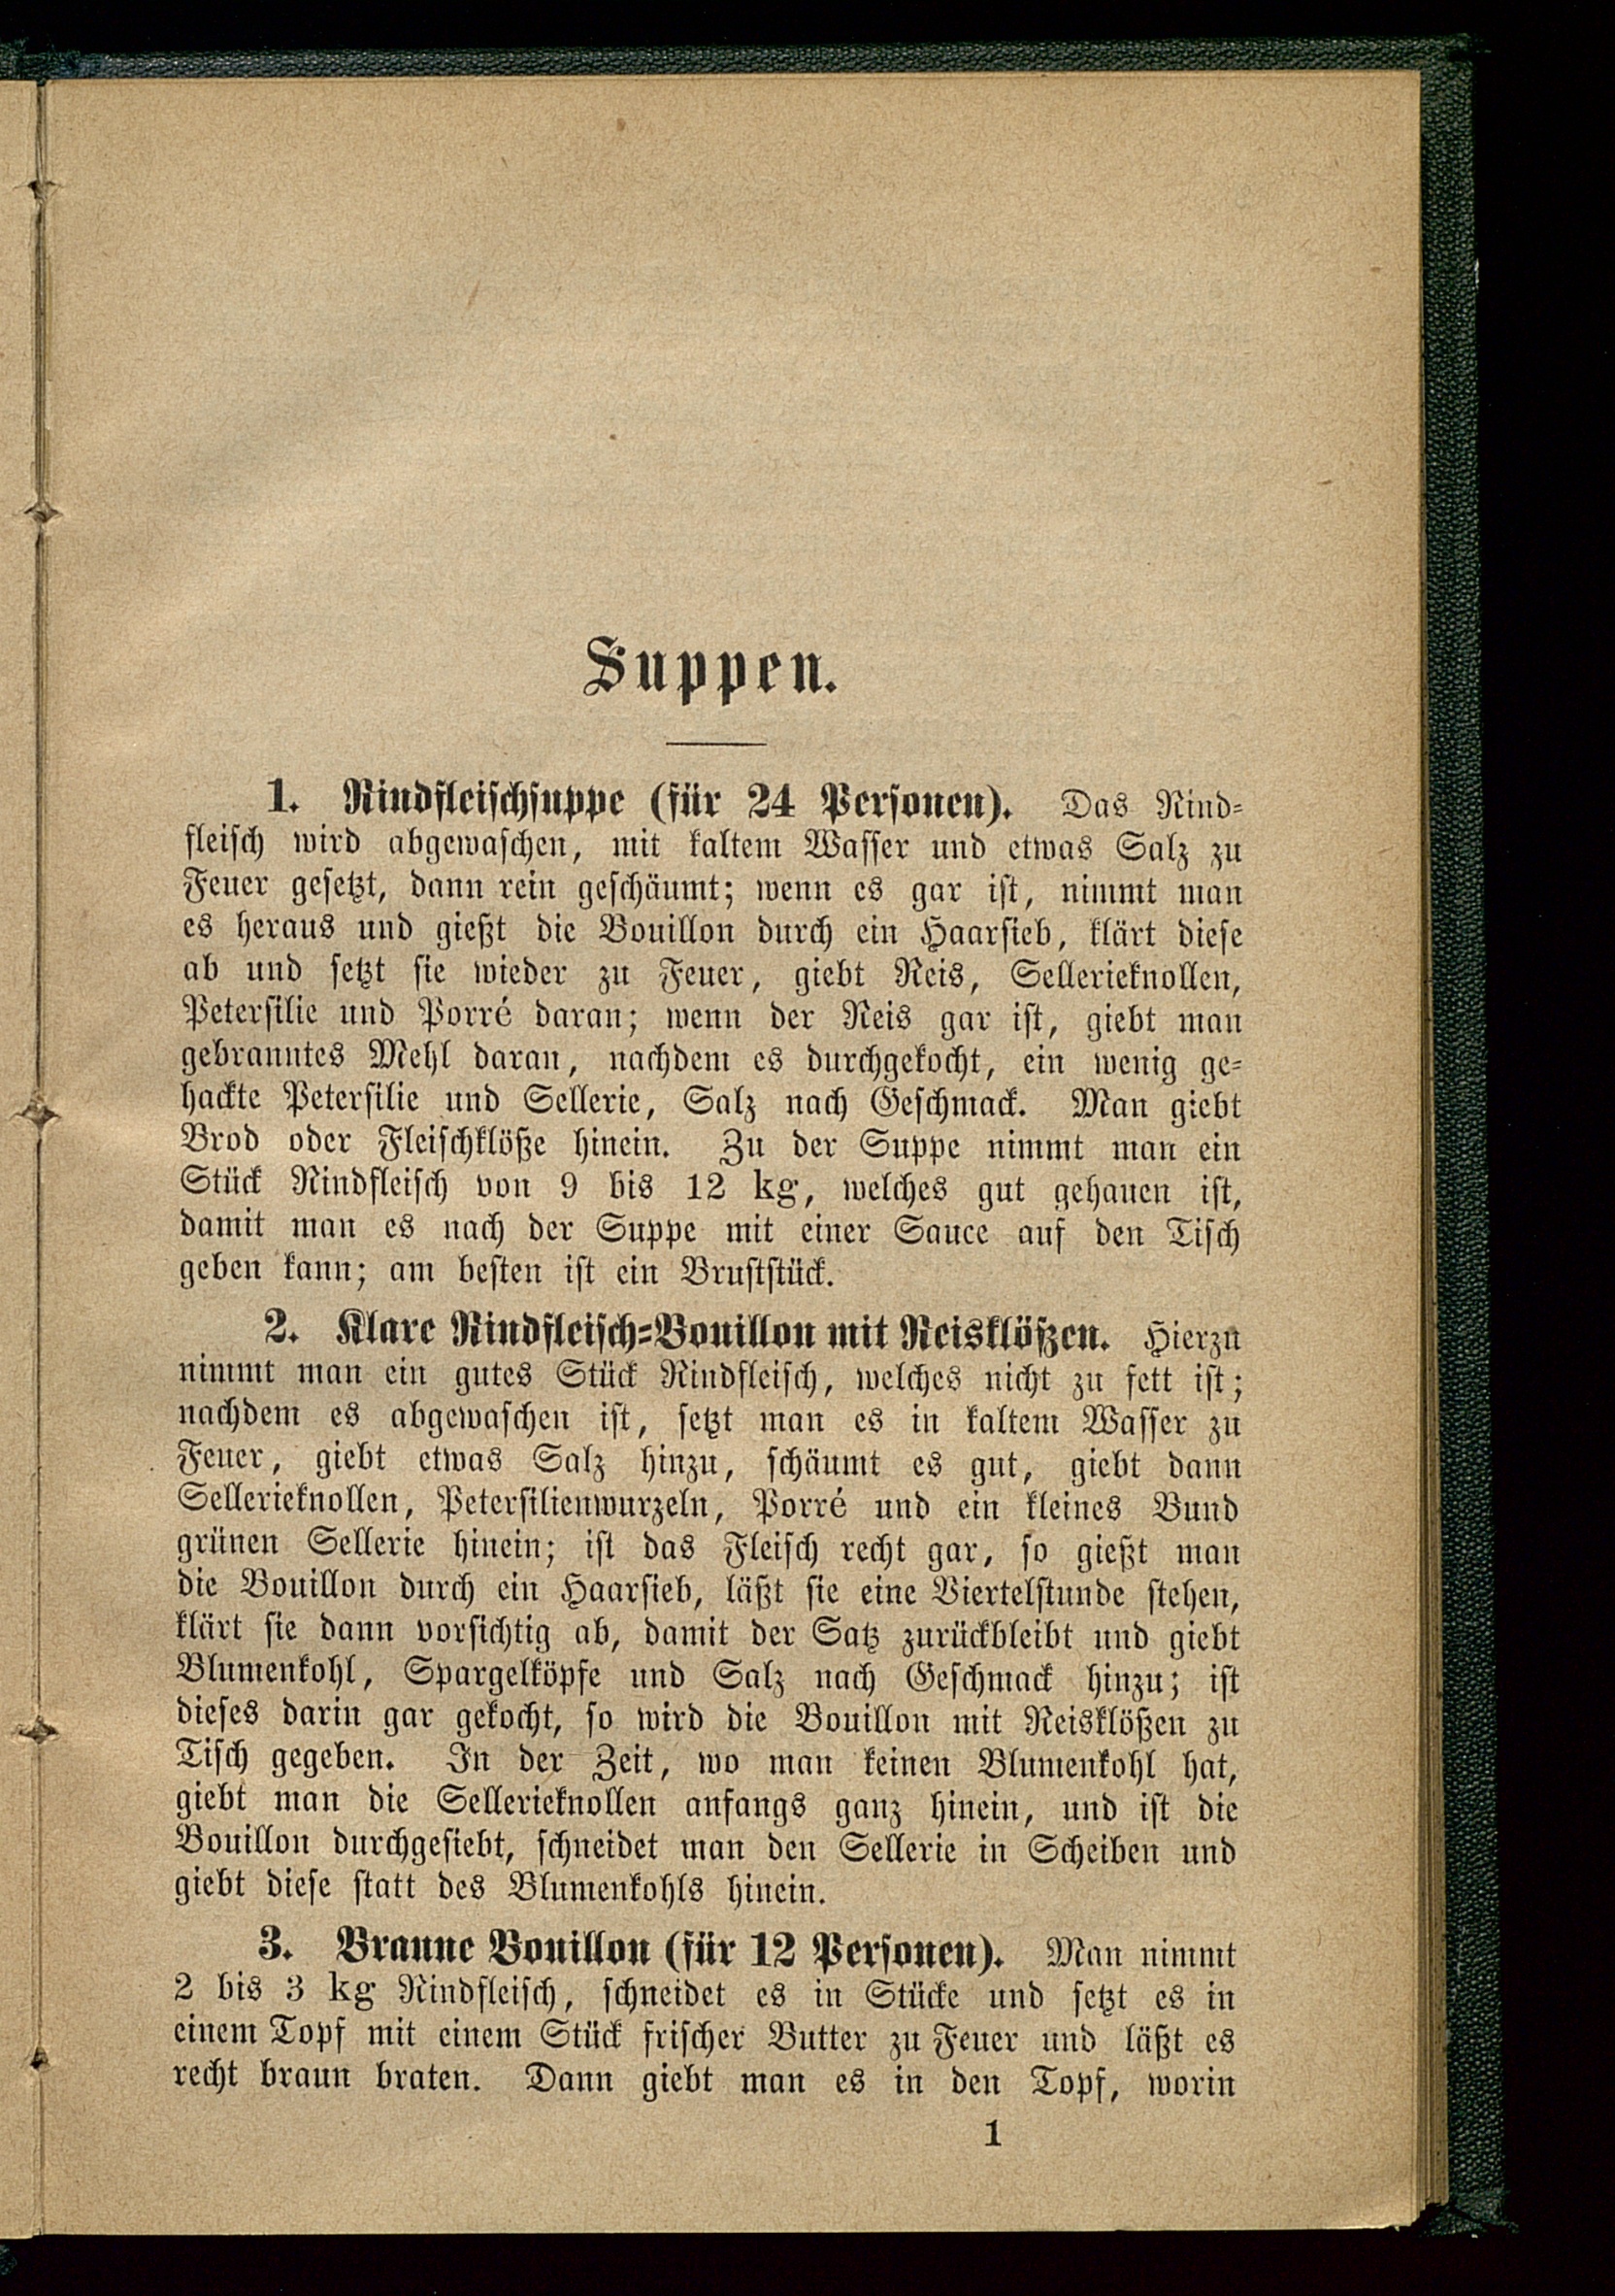 Suppen.
1. Rindfleischsuppe (für 24 Personen). Das Rind-
fleisch wird abgewaschen, mit kaltem Wasser und etwas Salz zu
Feuer gesetzt, dann rein geschäumt; wenn es gar ist, nimmt man
es heraus und gießt die Bouillon durch ein Haarsieb, klärt diese
ab und setzt sie wieder zu Feuer, giebt Reis, Sellerieknollen,
Petersilie und Porré daran; wenn der Reis gar ist, giebt man
gebranntes Mehl daran, nachdem es durchgekocht, ein wenig ge-
hackte Petersilie und Sellerie, Salz nach Geschmack. Man giebt
Brod oder Fleischklöße hinein. Zu der Suppe nimmt man ein
Stück Rindfleisch von 9 bis 12 kg, welches gut gehauen ist,
damit man es nach der Suppe mit einer Sauce auf den Tisch
geben kann; am besten ist ein Bruststück.
2. Klare Rindfleisch-Bouillon mit Reisklößen. Hierzu
nimmt man ein gutes Stück Rindfleisch, welches nicht zu fett ist;
nachdem es abgewaschen ist, setzt man es in kaltem Wasser zu
Feuer, giebt etwas Salz hinzu, schäumt es gut, giebt dann
Sellerieknollen, Petersilienwurzeln, Porré und ein kleines Bund
grünen Sellerie hinein; ist das Fleisch recht gar, so gießt man
die Bouillon durch ein Haarsieb, läßt sie eine Viertelstunde stehen,
klärt sie dann vorsichtig ab, damit der Satz zurückbleibt und giebt
Blumenkohl, Spargelköpfe und Salz nach Geschmack hinzu; ist
dieses darin gar gekocht, so wird die Bouillon mit Reisklößen zu
Tisch gegeben. In der Zeit, wo man keinen Blumenkohl hat,
giebt man die Sellerieknollen anfangs ganz hinein, und ist die
Bouillon durchgesiebt, schneidet man den Sellerie in Scheiben und
giebt diese statt des Blumenkohls hinein.
3. Braune Bouillon (für 12 Personen). Man nimmt
2 bis 3 kg Rindfleisch, schneidet es in Stücke und setzt es in
einem Topf mit einem Stück frischer Butter zu Feuer und läßt es
recht braun braten. Dann giebt man es in den Topf, worin
1